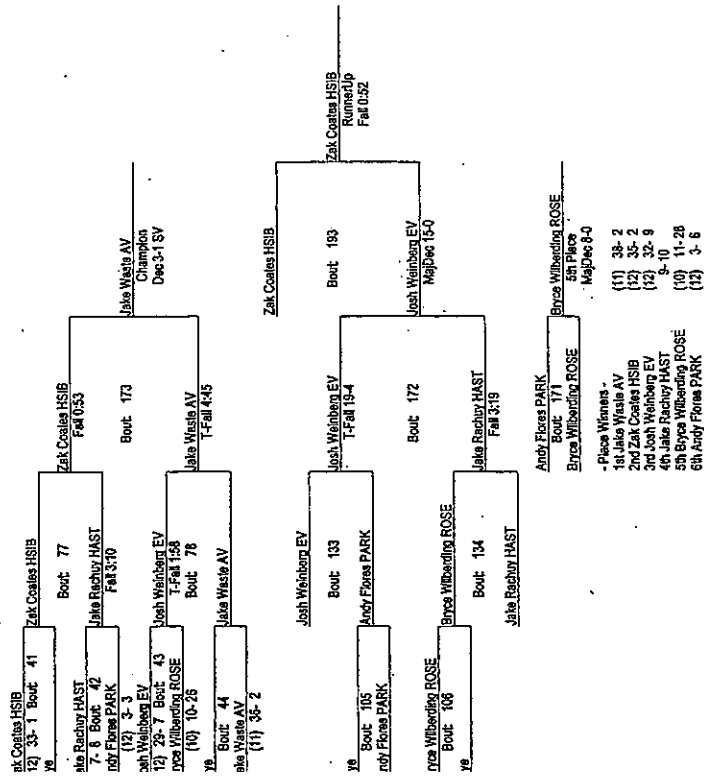 Zak Coates HSIB
12) 33- 1 Bout: 41
ye
Jake Rachuy HAST
7- 8 Bout: 42
Andy Flores PARK
(12) 3- 3
Josh Weinberg EV
12) 29- 7 Bout: 43
Bryce Wilberding ROSE
(10) 10- 26
ye
Bout: 44
Jake Waste AV
(11) 36- 2
Zak Coates HSIB
Bout: 77
Jake Rachuy HAST
Fall 3:10
Josh Weinberg EV
T-Fall 1:58
Bout: 78
Jake Waste AV
Zak Coates HSIB
Fall 0:53
Bout: 173
Jake Waste AV
T-Fall 4:45
Jake Waste AV
Champion
Dec 3-1 SV
ye
Bout: 105
Andy Flores PARK
Bryce Wilberding ROSE
Bout: 106
ye
Josh Weinberg EV
Bout: 133
Andy Flores PARK
Bryce Wilberding ROSE
Bout: 134
Jake Rachuy HAST
Josh Weinberg EV
T-Fall 19-4
Bout: 172
Jake Rachuy HAST
Fall 3:19
Zak Coates HSIB
Bout: 193
Josh Weinberg EV
MajDec 15-0
Zak Coates HSIB
RunnerUp
Fall 0:52
Andy Flores PARK
Bout: 171
Bryce Wilberding ROSE
Bryce Wilberding ROSE
5th Place
MajDec 8-0
- Place Winners -
1st Jake Waste AV (11) 38- 2
2nd Zak Coates HSIB (12) 35- 2
3rd Josh Weinberg EV (12) 32- 9
4th Jake Rachuy HAST 9- 10
5th Bryce Wilberding ROSE (10) 11- 28
6th Andy Flores PARK (12) 3- 6